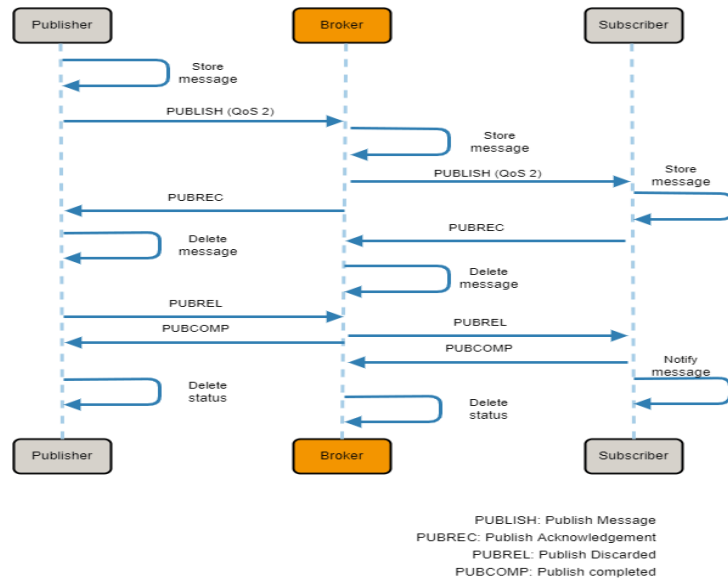 Publisher
Broker
Subscriber
Store
message
PUBLISH (QoS 2)
Store
message
PUBLISH (QoS 2)
Store
message
PUBREC
PUBREC
Delete
message
Delete
message
PUBREL
PUBREL
PUBCOMP
PUBCOMP
Notify
message
Delete
status
Delete
status
Publisher
Broker
Subscriber
PUBLISH: Publish Message
PUBREC: Publish Acknowledgement
PUBREL: Publish Discarded
PUBCOMP: Publish completed